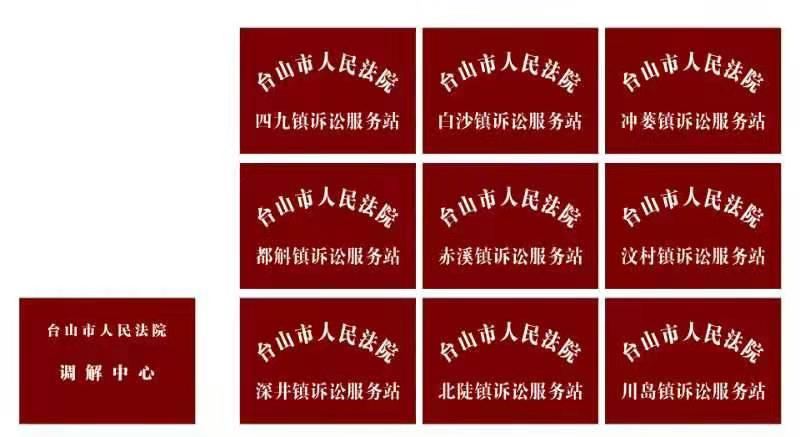 台山市人民法院
四九镇诉讼服务站
台山市人民法院
白沙镇诉讼服务站
台山市人民法院
冲蒌镇诉讼服务站
台山市人民法院
都斛镇诉讼服务站
台山市人民法院
赤溪镇诉讼服务站
台山市人民法院
汶村镇诉讼服务站
台山市人民法院
调解中心
台山市人民法院
深井镇诉讼服务站
台山市人民法院
北陡镇诉讼服务站
台山市人民法院
川岛镇诉讼服务站